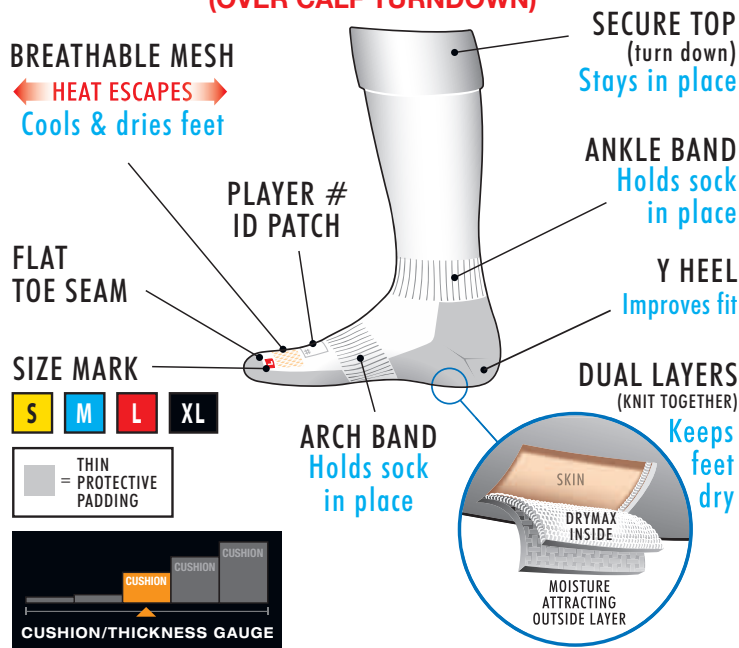 (OVER CALF TURNDOWN)
BREATHABLE MESH
HEAT ESCAPES
Cools & dries feet
SECURE TOP
(turn down)
Stays in place
ANKLE BAND
Holds sock
in place
PLAYER #
ID PATCH
FLAT
TOE SEAM
Y HEEL
Improves fit
SIZE MARK
S M L XL
= THIN
PROTECTIVE
PADDING
ARCH BAND
Holds sock
in place
DUAL LAYERS
(KNIT TOGETHER)
Keeps
feet
dry
SKIN
DRYMAX
INSIDE
MOISTURE
ATTRACTING
OUTSIDE LAYER
CUSHION
CUSHION
CUSHION
CUSHION/THICKNESS GAUGE